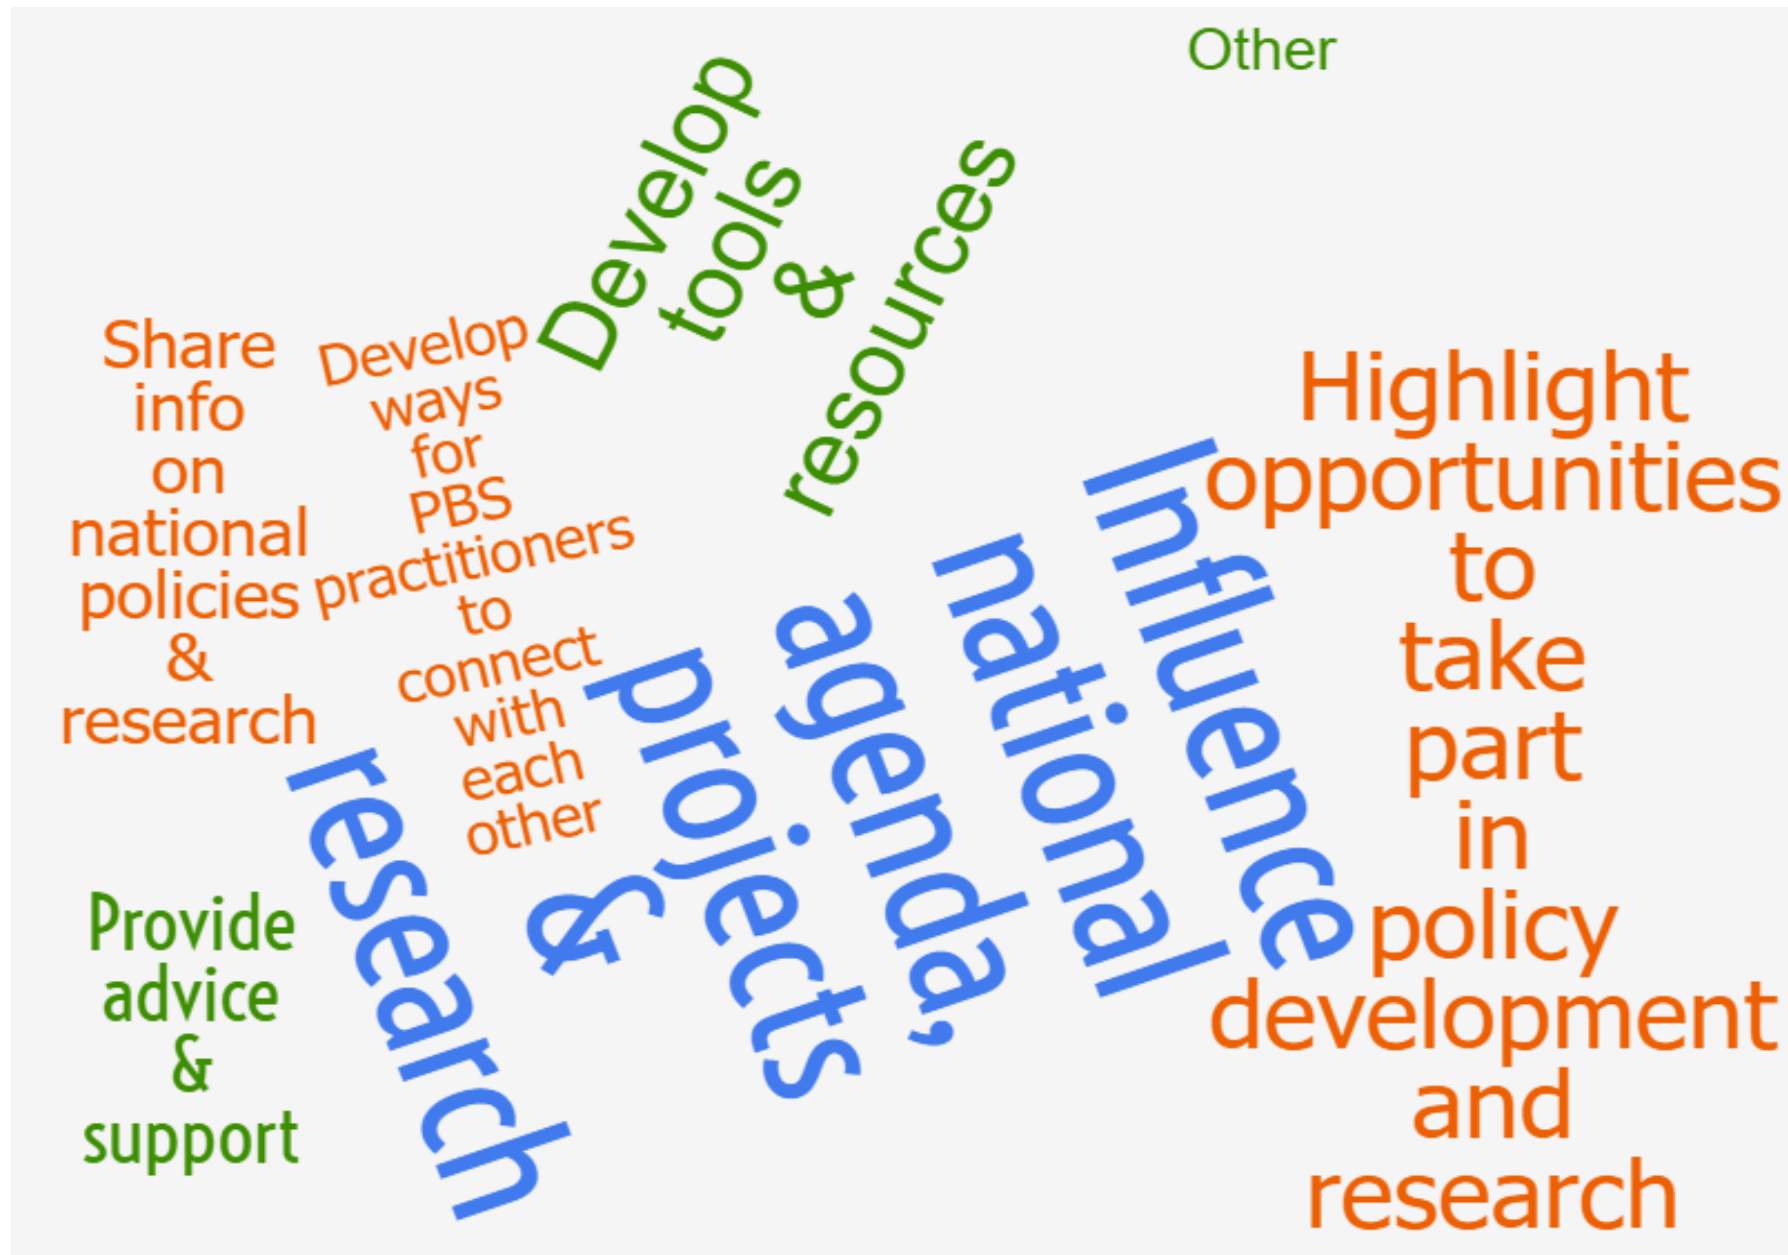 Other
Develop
tools
&
resources
Share
info
on
national
policies
&
research
Develop
ways
for
PBS
practitioners
to
connect
with
each
other
Highlight
opportunities
to
take
part
in
policy
development
and
research
Influence
national
agenda,
projects
&
research
Provide
advice
&
support